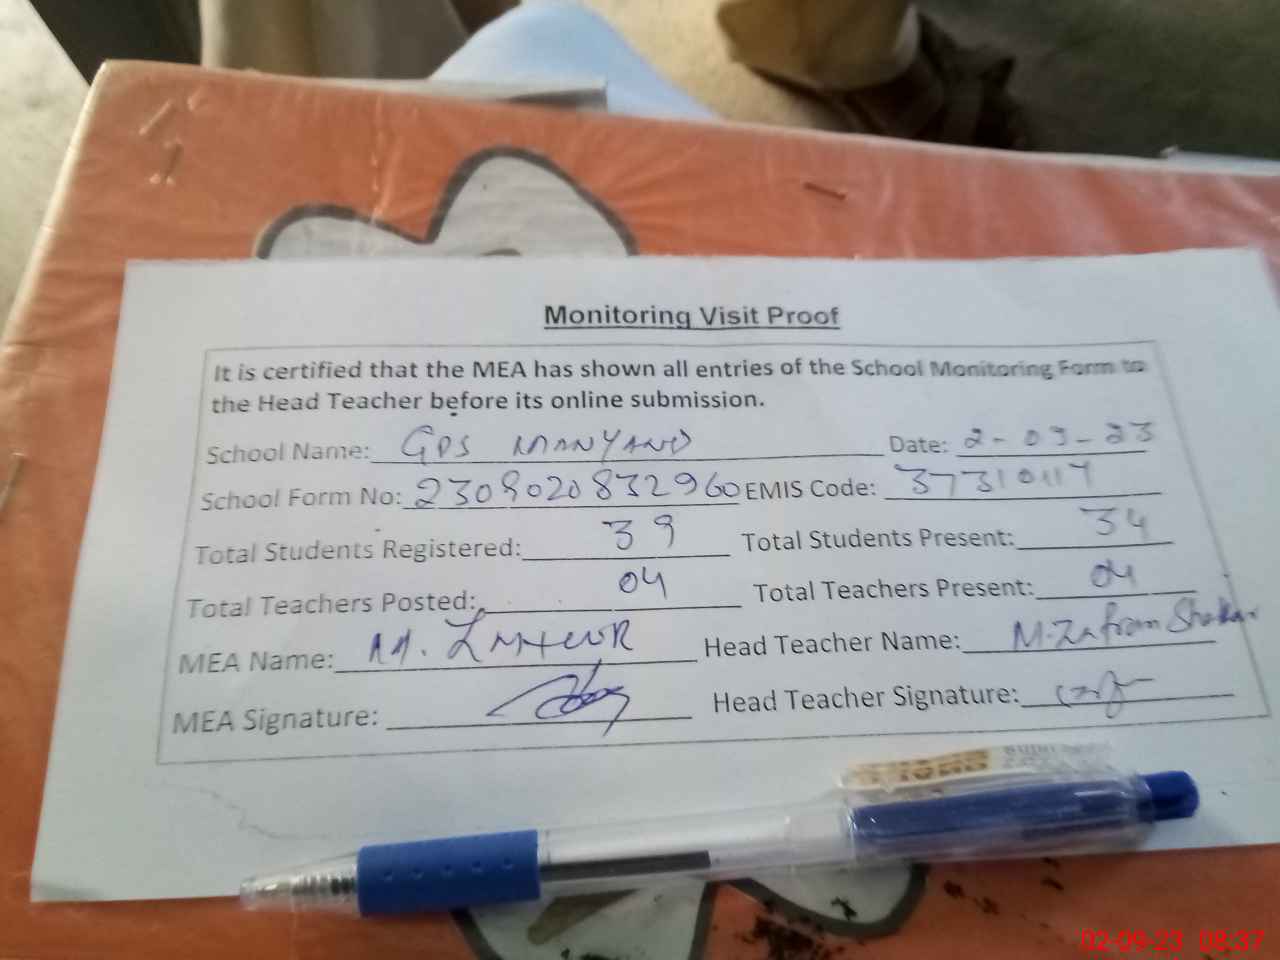 Monitoring Visit Proof
It is certified that the MEA has shown all entries of the School Monitoring Form to
the Head Teacher before its online submission.
School Name: GPS MANYAND Date: 2-09-23
School Form No: 2309020832960 EMIS Code: 37310117
Total Students Registered: 39 Total Students Present: 34
Total Teachers Posted: 04 Total Teachers Present: 04
MEA Name: M. Head Teacher Name: M.Zafram
MEA Signature: Head Teacher Signature:
02-09-23 08:37